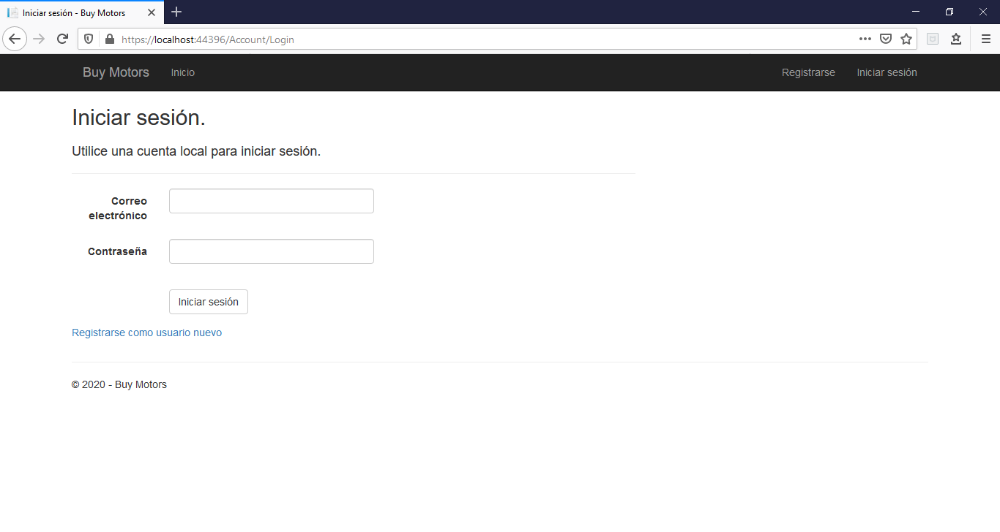 Iniciar sesión - Buy Motors
https://localhost:44396/Account/Login
Buy Motors Inicio Registrarse Iniciar sesión
Iniciar sesión.
Utilice una cuenta local para iniciar sesión.
Correo
electrónico
Contraseña
Iniciar sesión
Registrarse como usuario nuevo
© 2020 - Buy Motors